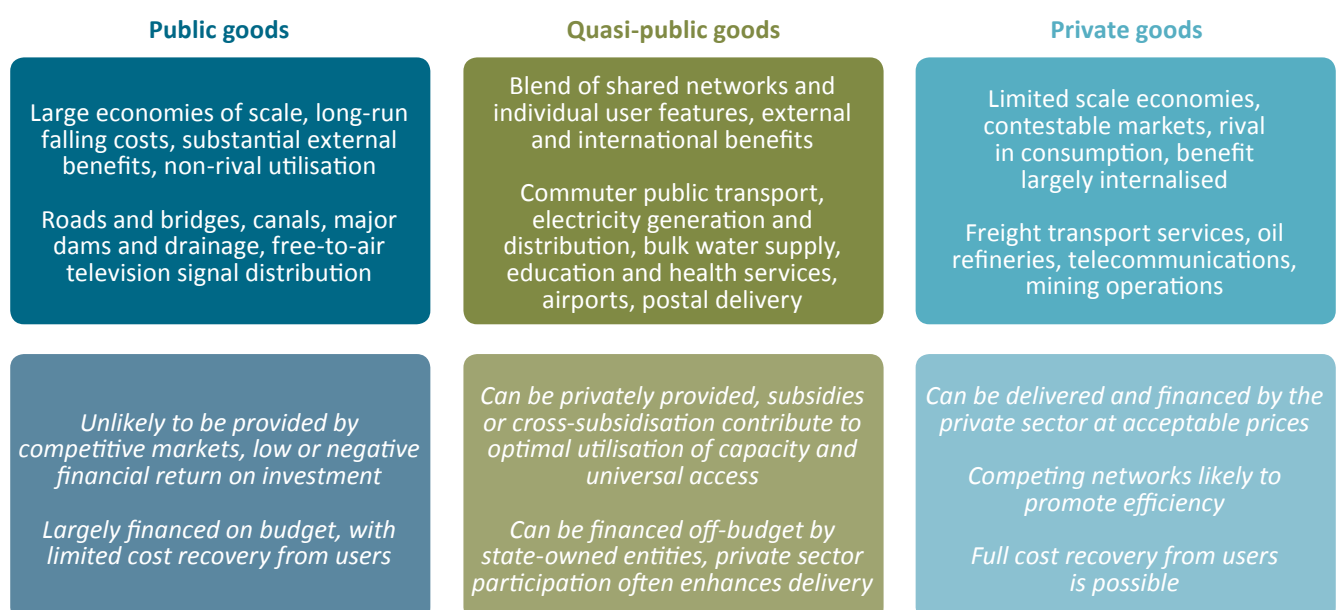 Public goods
Large economies of scale, long-run
falling costs, substantial external
benefits, non-rival utilisation
Roads and bridges, canals, major
dams and drainage, free-to-air
television signal distribution
Unlikely to be provided by
competitive markets, low or negative
financial return on investment
Largely financed on budget, with
limited cost recovery from users
Quasi-public goods
Blend of shared networks and
individual user features, external
and international benefits
Commuter public transport,
electricity generation and
distribution, bulk water supply,
education and health services,
airports, postal delivery
Can be privately provided, subsidies
or cross-subsidisation contribute to
optimal utilisation of capacity and
universal access
Can be financed off-budget by
state-owned entities, private sector
participation often enhances delivery
Private goods
Limited scale economies,
contestable markets, rival
in consumption, benefit
largely internalised
Freight transport services, oil
refineries, telecommunications,
mining operations
Can be delivered and financed by the
private sector at acceptable prices
Competing networks likely to
promote efficiency
Full cost recovery from users
is possible